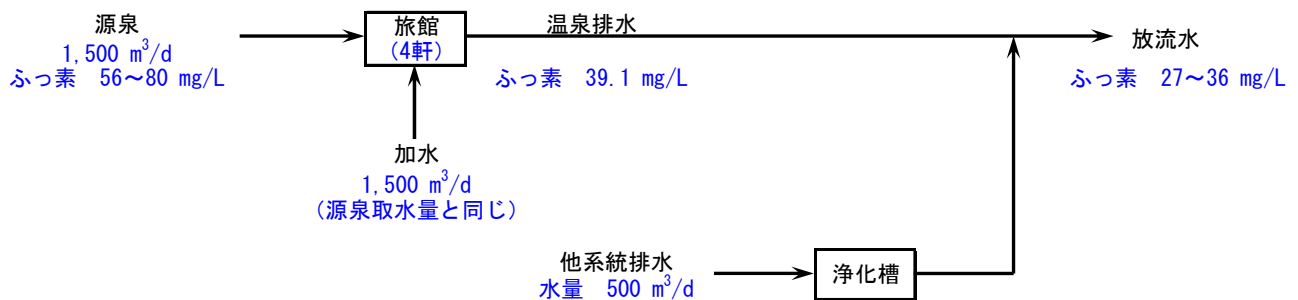 源泉
1,500 m³/d
ふっ素 56～80 mg/L
旅館
(4軒)
温泉排水
ふっ素 39.1 mg/L
放流水
ふっ素 27～36 mg/L
加水
1,500 m³/d
(源泉取水量と同じ)
他系統排水
水量 500 m³/d
浄化槽